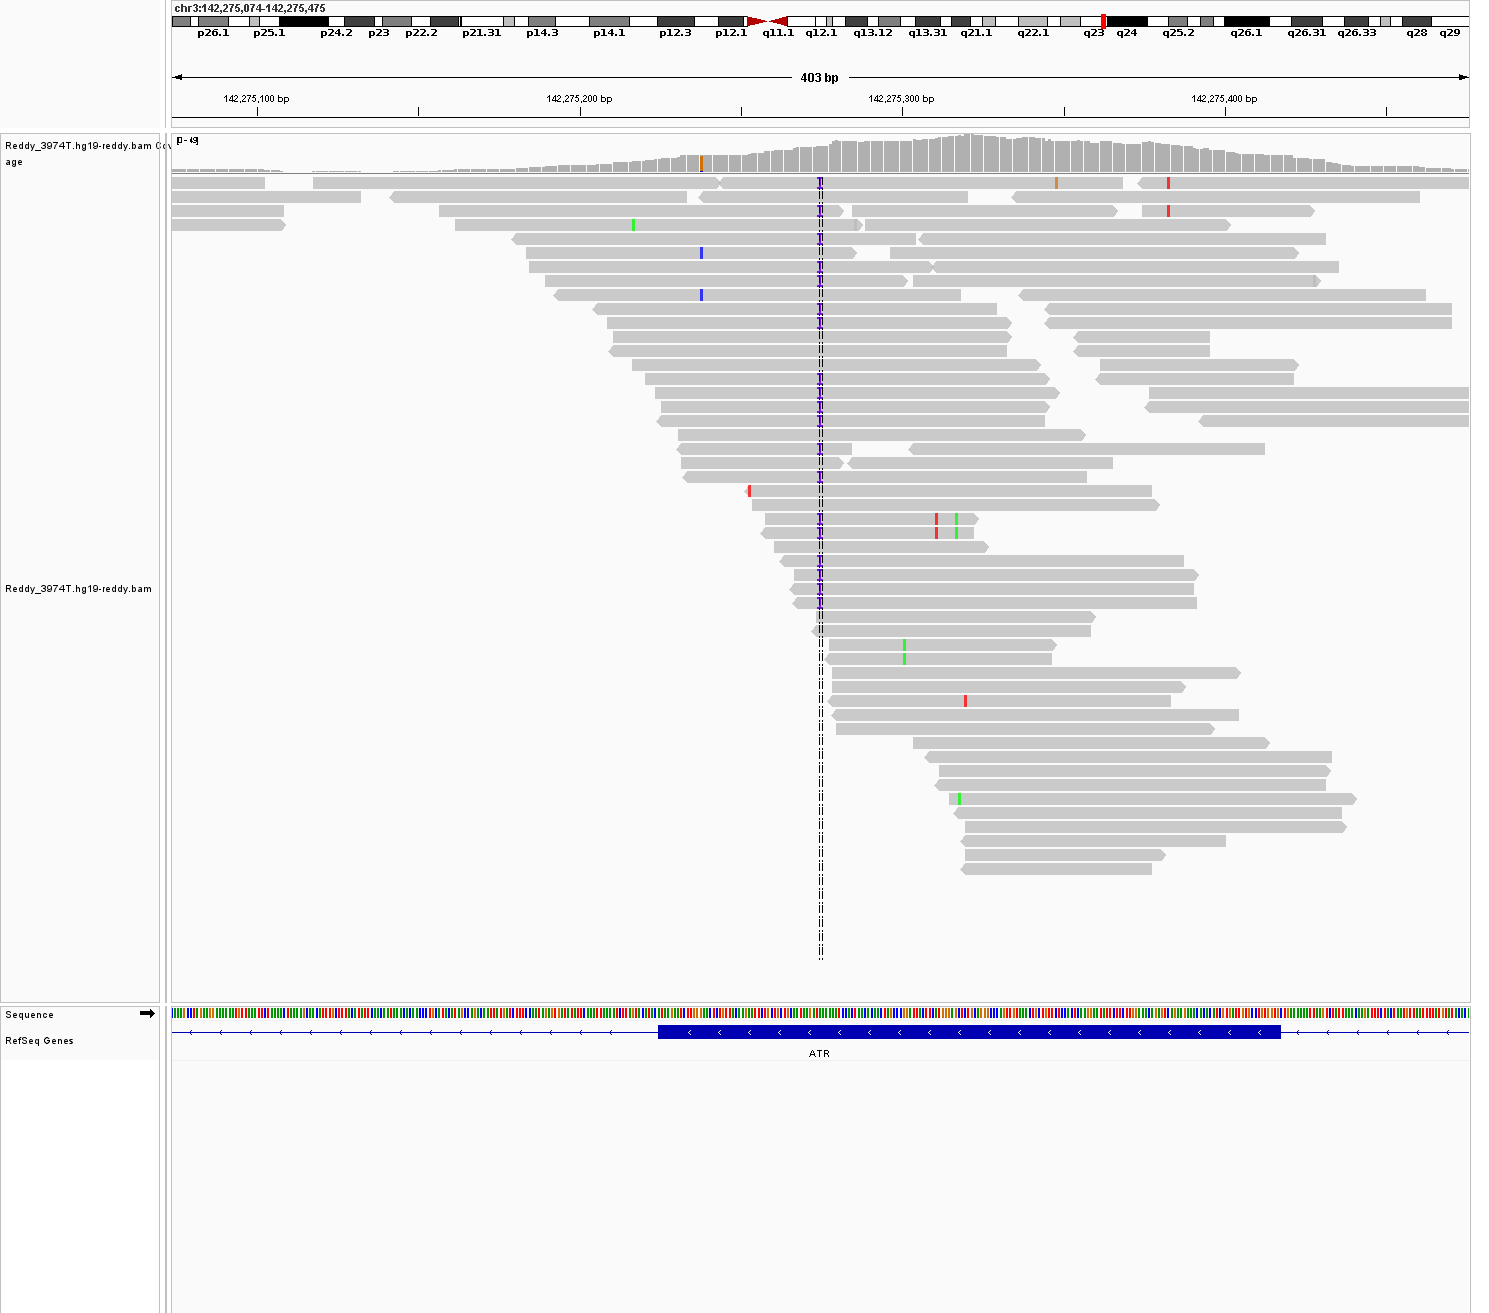 chr3:142,275,074-142,275,475
p26.1 p25.1 p24.2 p23 p22.2 p21.31 p14.3 p14.1 p12.3 p12.1 q11.1 q12.1 q13.12 q13.31 q21.1 q22.1 q23 q24 q25.2 q26.1 q26.31 q26.33 q28 q29
403 bp
142,275,100 bp 142,275,200 bp 142,275,300 bp 142,275,400 bp
Reddy_3974T.hg19-reddy.bam Cov
age
[0 - 49]
Reddy_3974T.hg19-reddy.bam
Sequence
RefSeq Genes
ATR